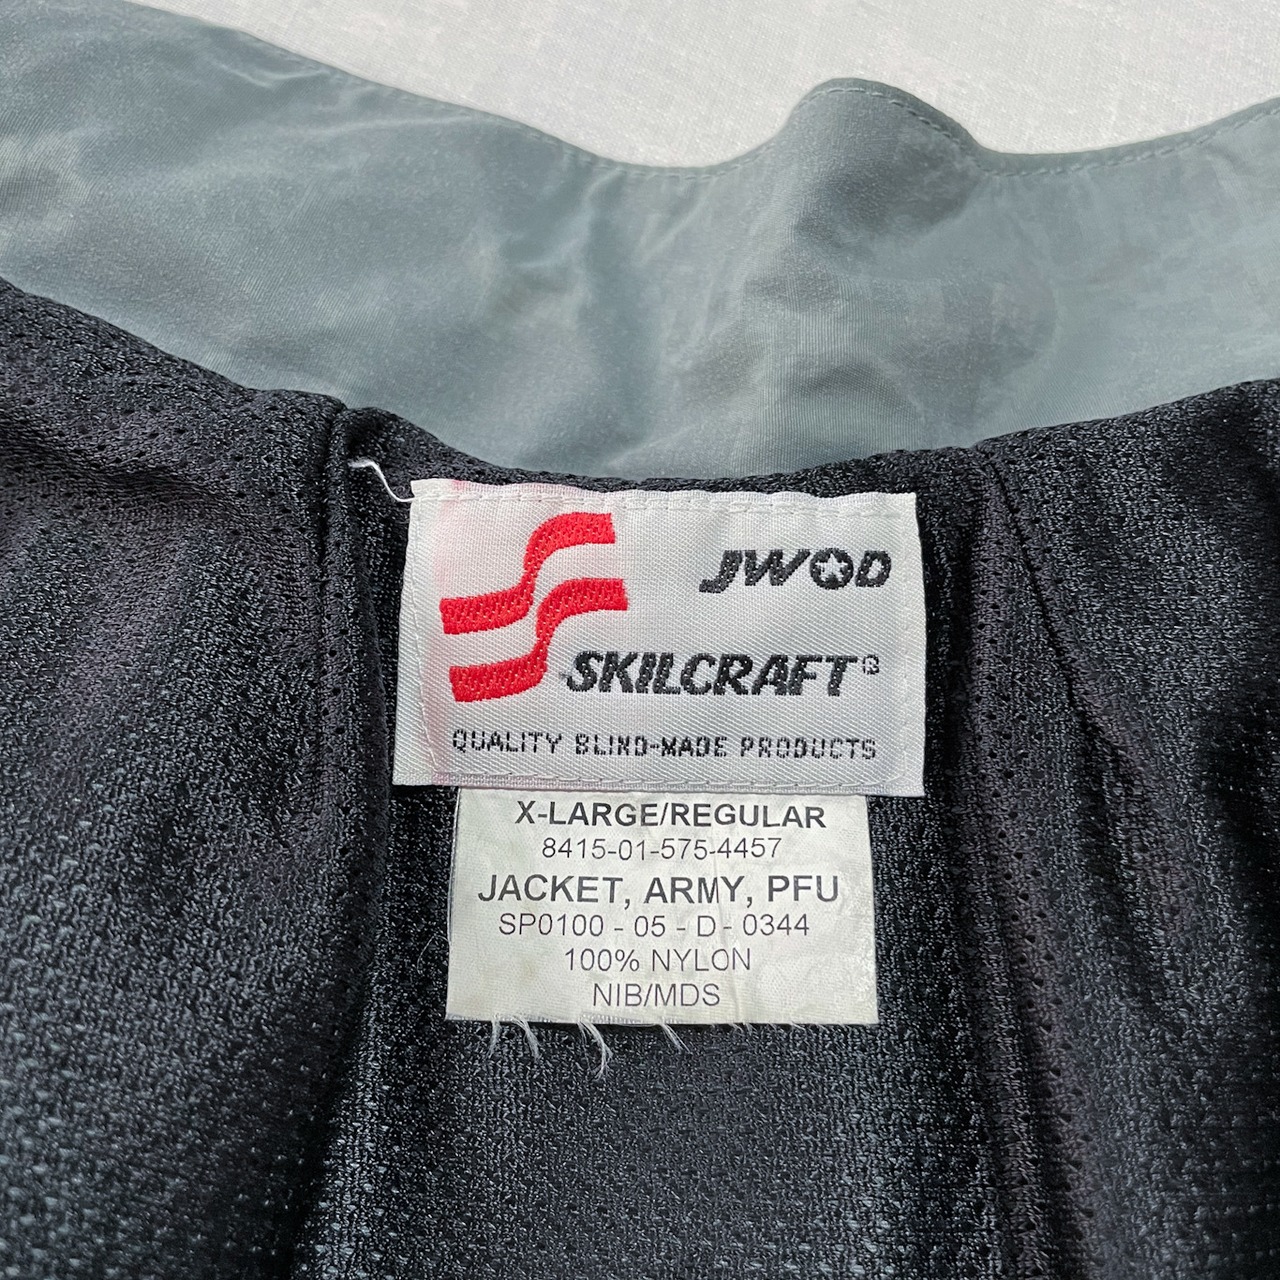 JWOD
SKILCRAFT®
QUALITY BLIND-MADE PRODUCTS
X-LARGE/REGULAR
8415-01-575-4457
JACKET, ARMY, PFU
SP0100 - 05 - D - 0344
100% NYLON
NIB/MDS